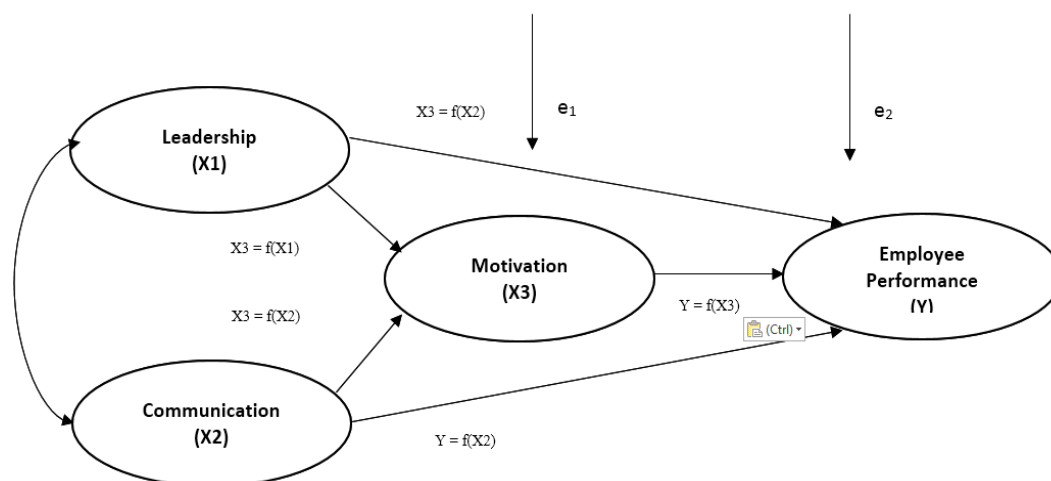 X3 = f(X2)
e₁
e₂
Leadership
(X1)
X3 = f(X1)
Motivation
(X3)
Employee
Performance
(Y)
X3 = f(X2)
Y = f(X3)
(Ctrl)
Communication
(X2)
Y = f(X2)